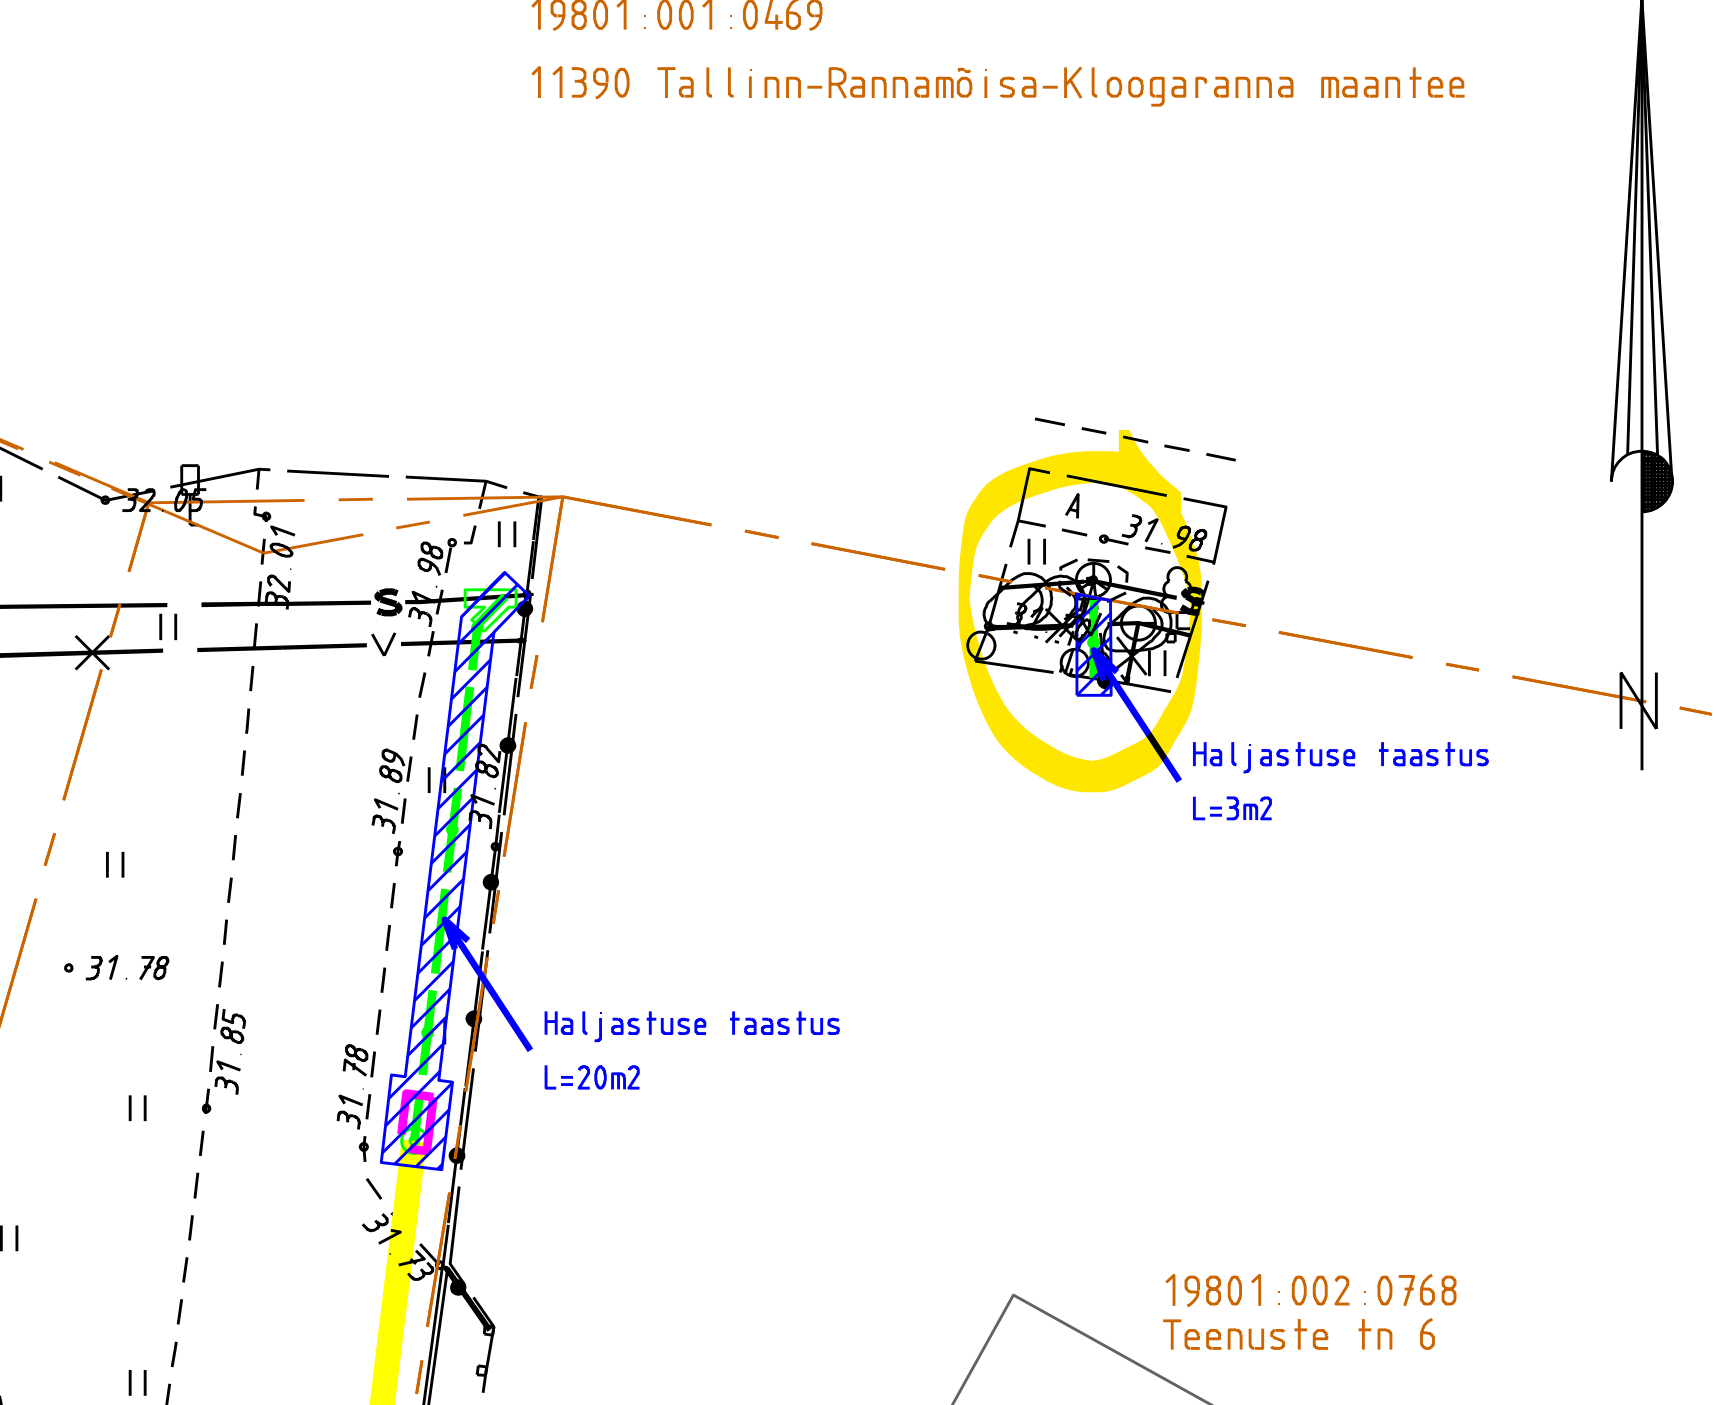 19801:001:0469
11390 Tallinn-Rannamõisa-Kloogaranna maantee
32.05
32.01
31.98
S
A
31.98
S
<
31.89
31.82
Haljastuse taastus
L=3m2
N
31.78
31.85
31.78
Haljastuse taastus
L=20m2
31.73
19801:002:0768
Teenuste tn 6